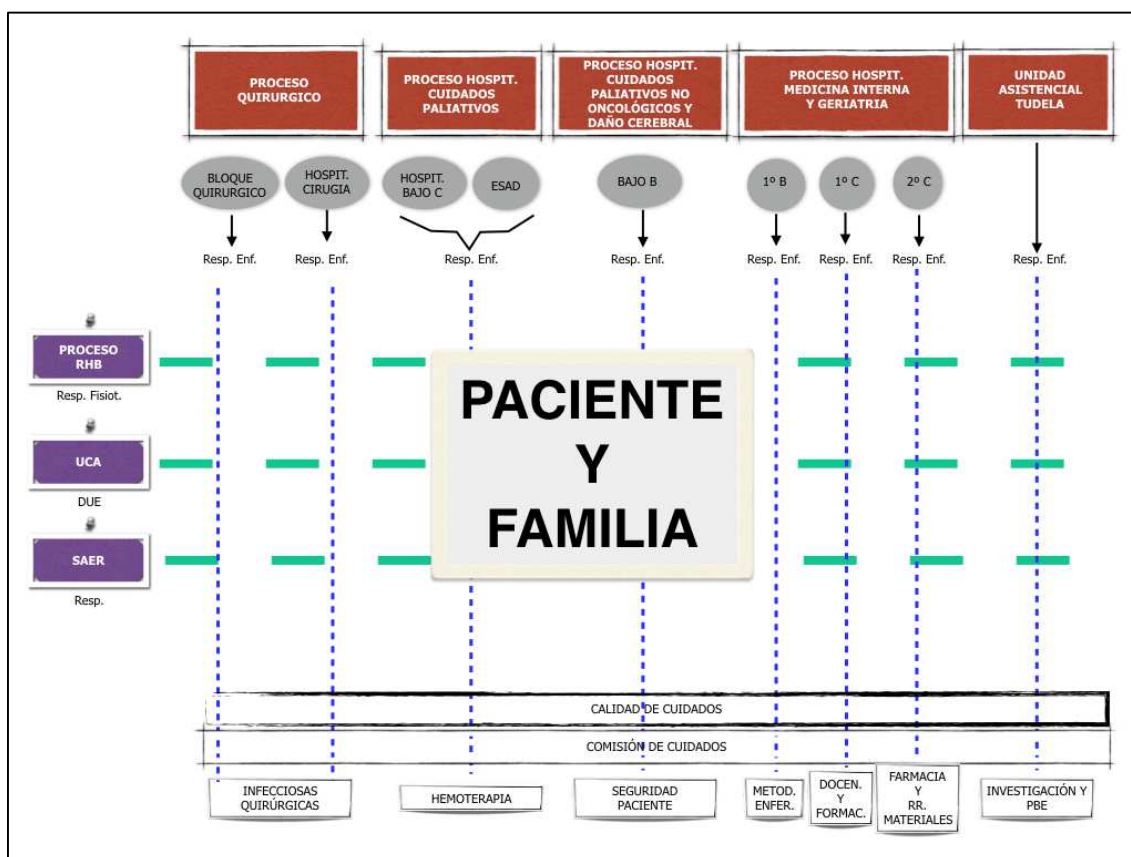 PROCESO
QUIRURGICO
PROCESO HOSPIT.
CUIDADOS
PALIATIVOS
PROCESO HOSPIT.
CUIDADOS
PALIATIVOS NO
ONCOLÓGICOS Y
DAÑO CEREBRAL
PROCESO HOSPIT.
MEDICINA INTERNA
Y GERIATRIA
UNIDAD
ASISTENCIAL
TUDELA
BLOQUE
QUIRURGICO
HOSPIT.
CIRUGIA
HOSPIT.
BAJO C
ESAD
BAJO B
1º B
1º C
2º C
Resp. Enf.
Resp. Enf.
Resp. Enf.
Resp. Enf.
Resp. Enf.
Resp. Enf.
Resp. Enf.
Resp. Enf.
PROCESO
RHB
Resp. Fisiot.
UCA
DUE
SAER
Resp.
PACIENTE
Y
FAMILIA
CALIDAD DE CUIDADOS
COMISIÓN DE CUIDADOS
INFECCIOSAS
QUIRÚRGICAS
HEMOTERAPIA
SEGURIDAD
PACIENTE
METOD.
ENFER.
DOCEN.
Y
FORMAC.
FARMACIA
Y
RR.
MATERIALES
INVESTIGACIÓN Y
PBE